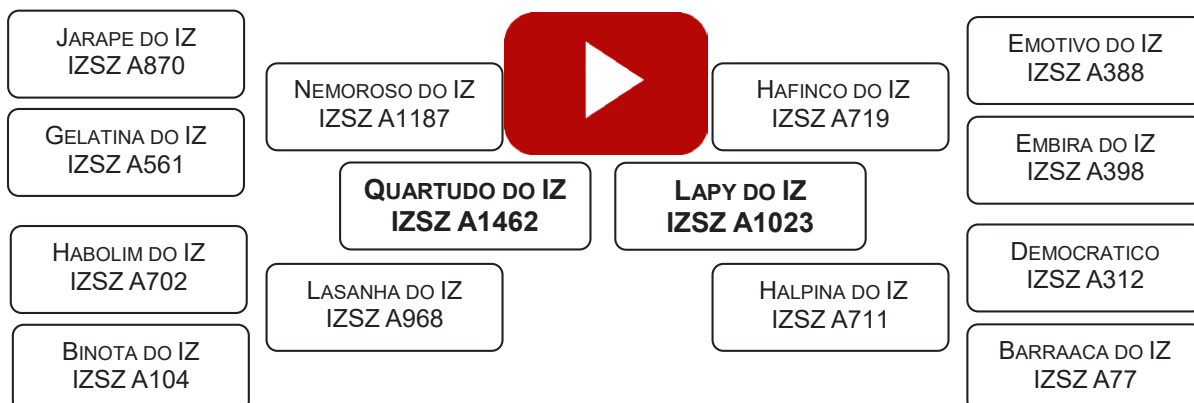 JARAPE DO IZ
IZSZ A870
GELATINA DO IZ
IZSZ A561
HABOLIM DO IZ
IZSZ A702
BINOTA DO IZ
IZSZ A104
NEMOROSO DO IZ
IZSZ A1187
LASANHA DO IZ
IZSZ A968
QUARTUDO DO IZ
IZSZ A1462
LAPY DO IZ
IZSZ A1023
HAFINCO DO IZ
IZSZ A719
HALPINA DO IZ
IZSZ A711
EMOTIVO DO IZ
IZSZ A388
EMBIRA DO IZ
IZSZ A398
DEMOCRATICO
IZSZ A312
BARRAACA DO IZ
IZSZ A77